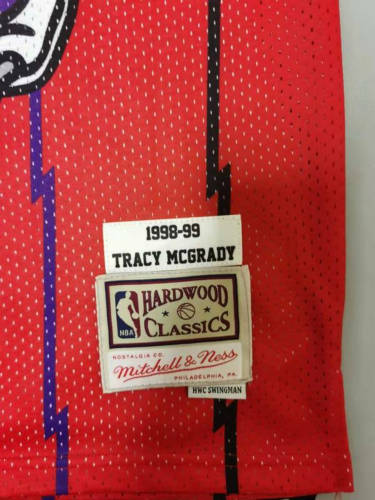 1998-99
TRACY MCGRADY
NBA
HARDWOOD
CLASSICS
NOSTALGIA CO.
Mitchell & Ness
PHILADELPHIA, PA.
HWC SWINGMAN